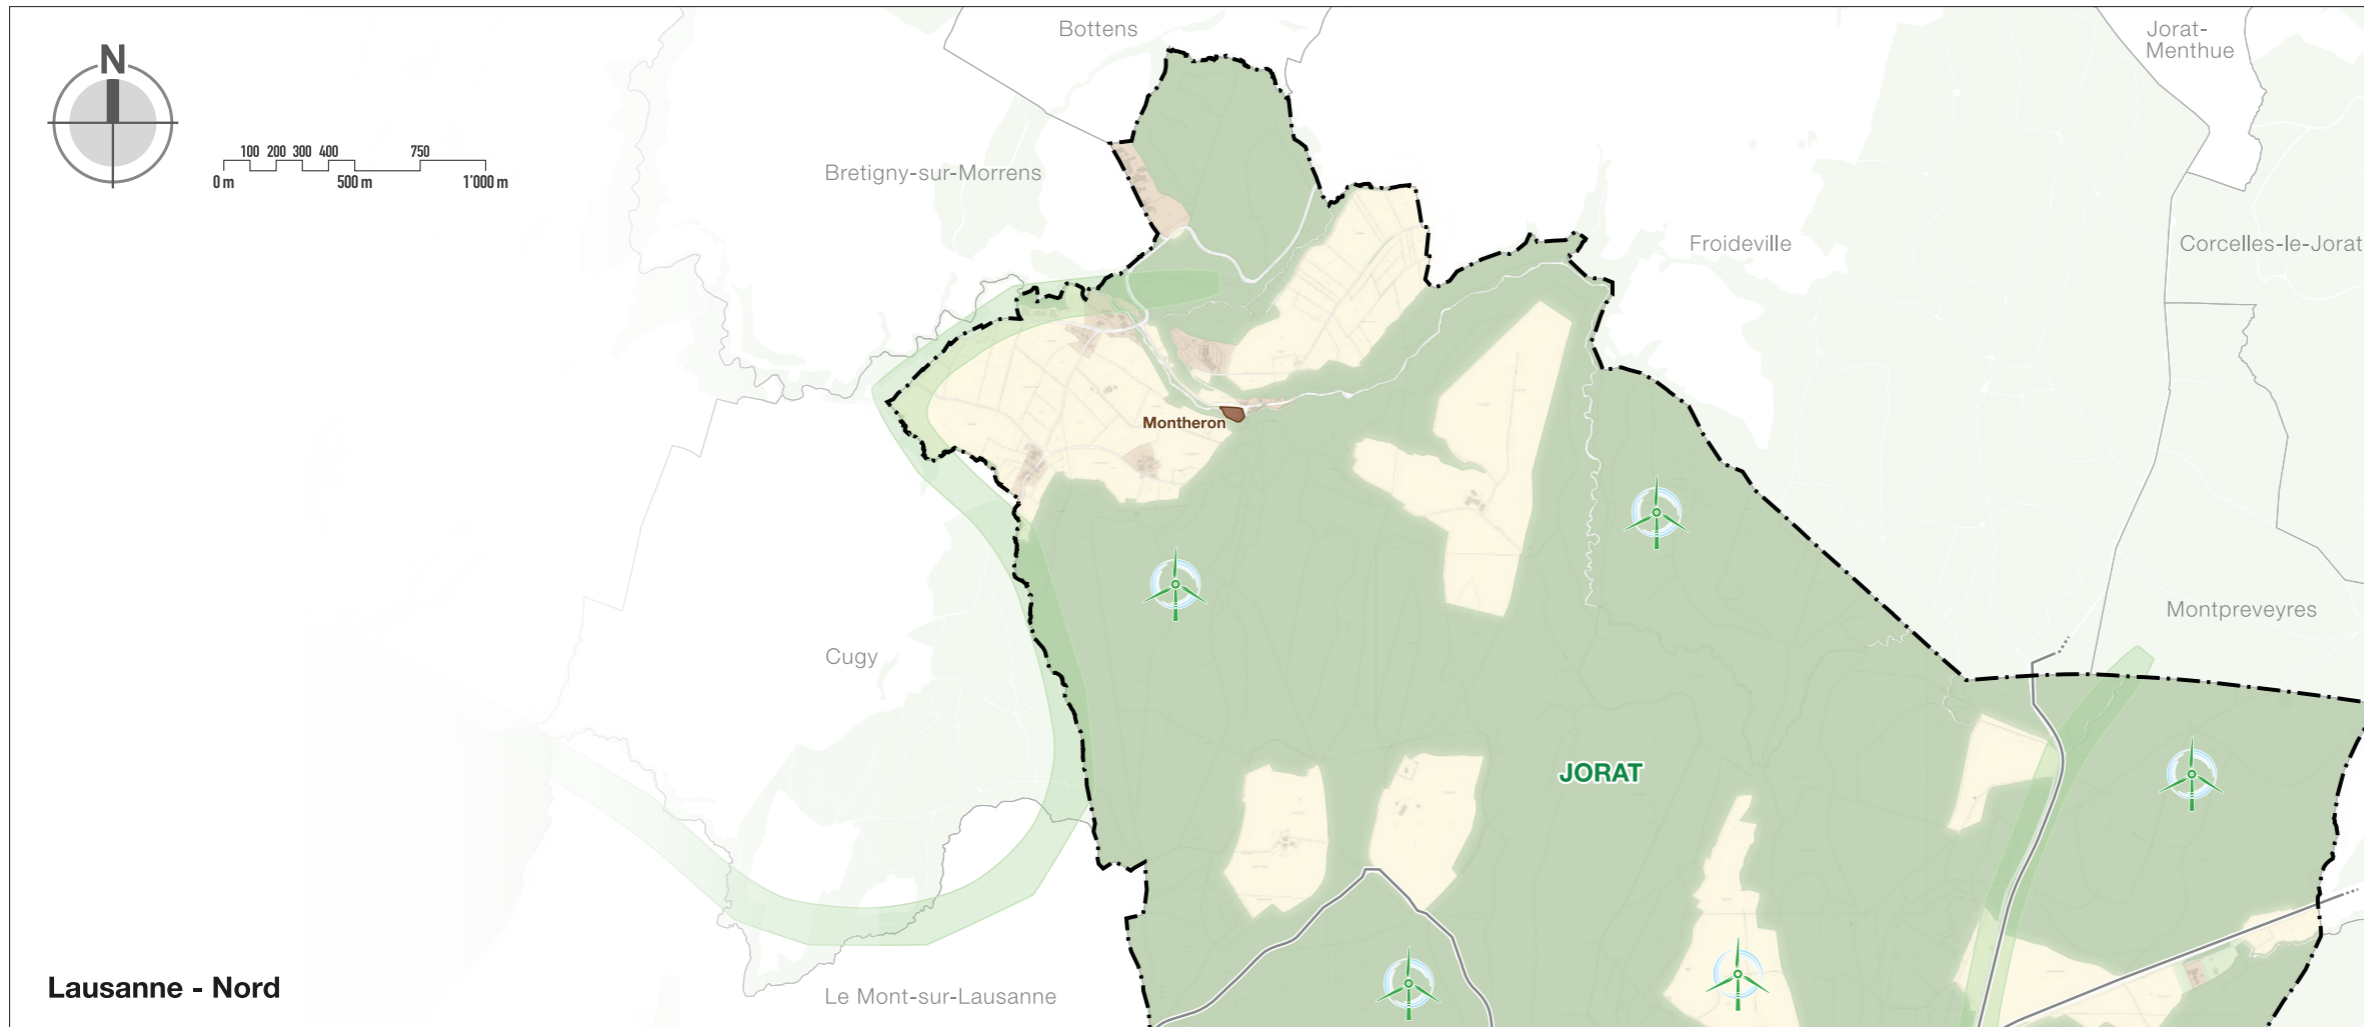 Bottens
Jorat-
Menthue
N
100 200 300 400 750
0 m 500 m 1'000 m
Bretigny-sur-Morrens
Froideville
Corcelles-le-Jorat
Montheron
Montpreveyres
Cugy
JORAT
Lausanne - Nord
Le Mont-sur-Lausanne